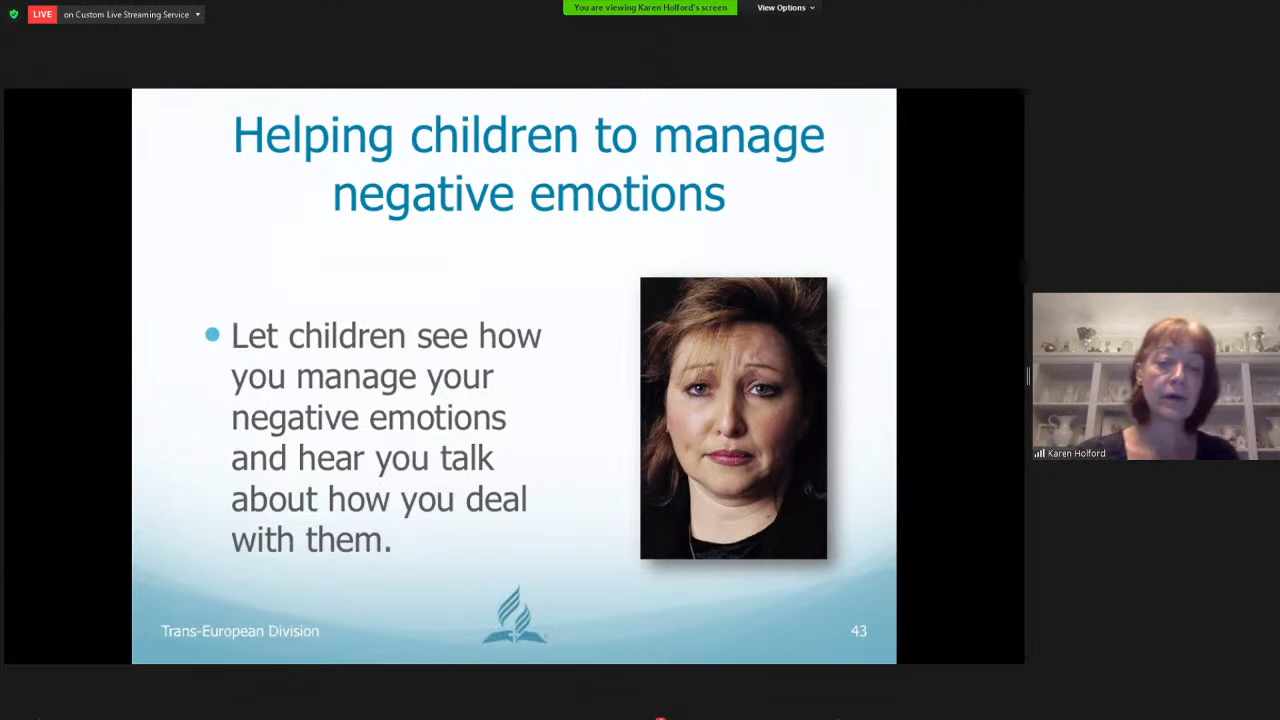 LIVE on Custom Live Streaming Service
You are viewing Karen Holford's screen
View Options
Helping children to manage
negative emotions
Let children see how
you manage your
negative emotions
and hear you talk
about how you deal
with them.
Trans-European Division
43
Karen Holford